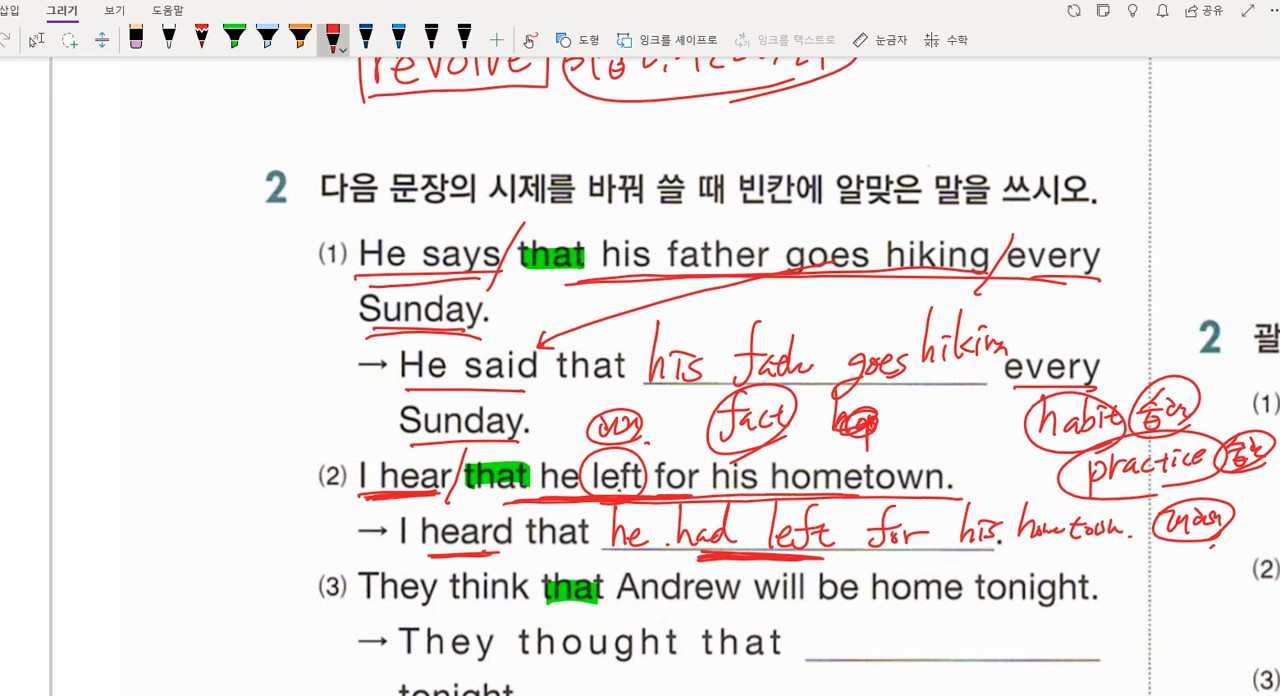 삽입 그리기 보기 도움말 공유
도형 잉크를 셰이프로 잉크를 텍스트로 눈금자 수학
revolve
2 다음 문장의 시제를 바꿔 쓸 때 빈칸에 알맞은 말을 쓰시오.
(1) He says that his father goes hiking every
Sunday.
→ He said that his fathe goes hiking every
Sunday. fact habit 습관
practice
(2) I hear that he left for his hometown.
→ I heard that he had left for his hometown.
(3) They think that Andrew will be home tonight.
→ They thought that
tonight
2 괄
(1)
(2)
(3)